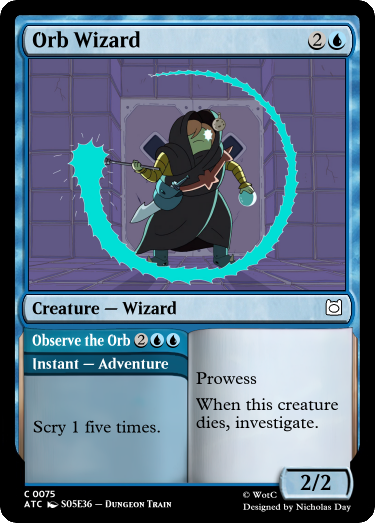 Orb Wizard 2
Creature — Wizard
Observe the Orb 2
Instant — Adventure
Scry 1 five times.
Prowess
When this creature
dies, investigate.
2/2
C 0075
ATC S05E36 – Dungeon Train
© WotC
Designed by Nicholas Day